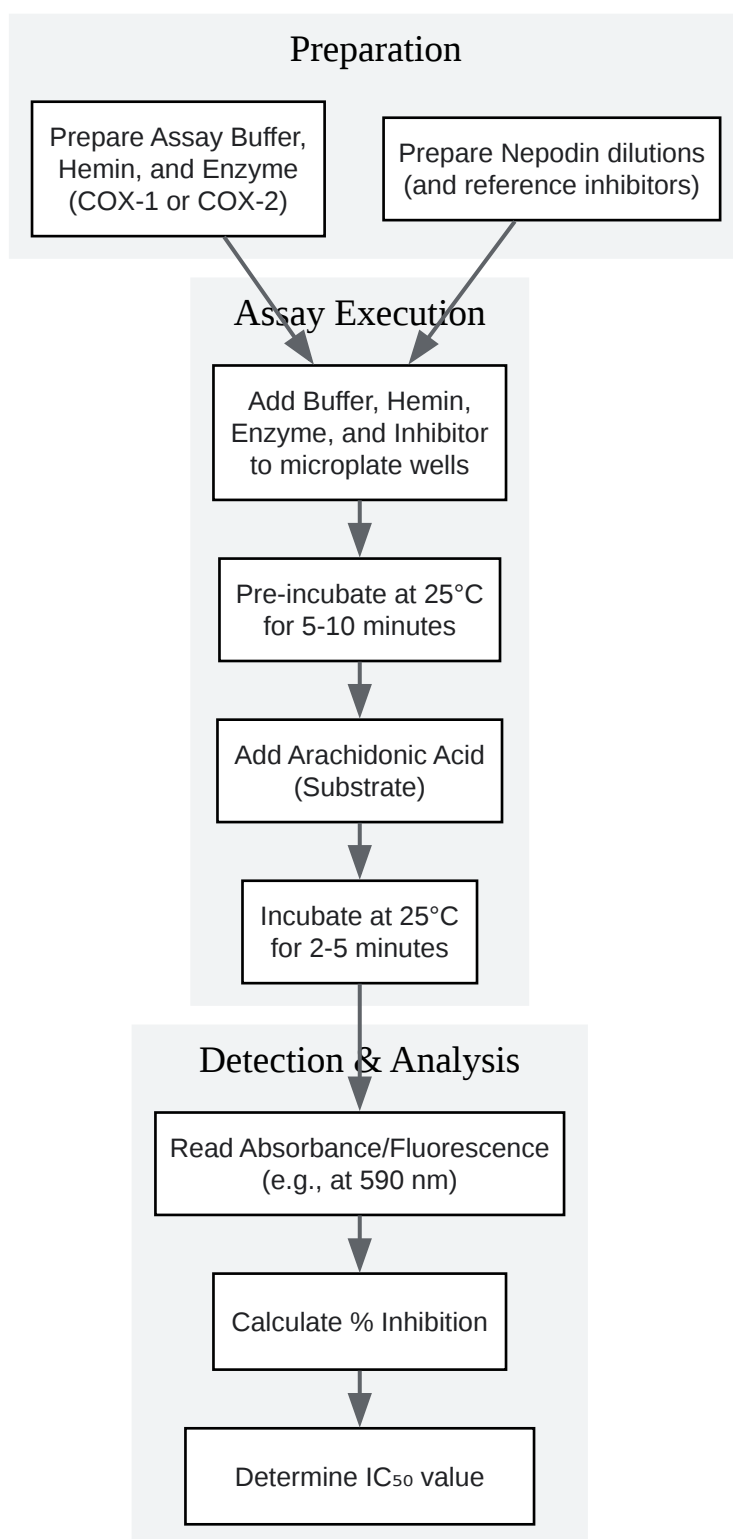 Preparation
Prepare Assay Buffer,
Hemin, and Enzyme
(COX-1 or COX-2)
Prepare Nepodin dilutions
(and reference inhibitors)
Assay Execution
Add Buffer, Hemin,
Enzyme, and Inhibitor
to microplate wells
Pre-incubate at 25°C
for 5-10 minutes
Add Arachidonic Acid
(Substrate)
Incubate at 25°C
for 2-5 minutes
Detection & Analysis
Read Absorbance/Fluorescence
(e.g., at 590 nm)
Calculate % Inhibition
Determine IC₅₀ value